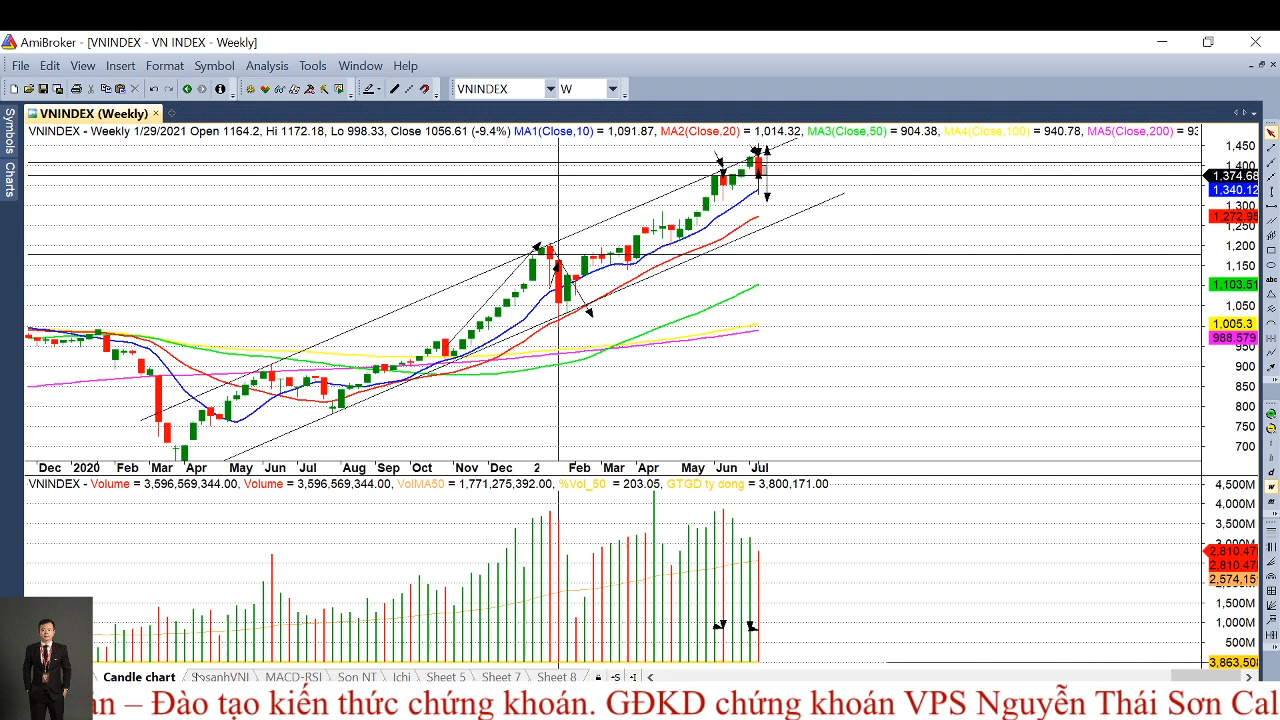 AmiBroker - [VNINDEX - VN INDEX - Weekly]
File Edit View Insert Format Symbol Analysis Tools Window Help
VNINDEX W
VNINDEX (Weekly)
Symbols
Charts
VNINDEX - Weekly 1/29/2021 Open 1164.2, Hi 1172.18, Lo 998.33, Close 1056.61 (-9.4%) MA1(Close,10) = 1,091.87, MA2(Close,20) = 1,014.32, MA3(Close,50) = 904.38, MA4(Close,100) = 940.78, MA5(Close,200) = 93
1,450
1,400
1,374.68
1,340.12
1,300
1,272.95
1,250
1,200
1,150
1,103.51
1,050
1,005.3
988.579
950
900
850
800
750
700
Dec 2020 Feb Mar Apr May Jun Jul Aug Sep Oct Nov Dec 2 Feb Mar Apr May Jun Jul
VNINDEX - Volume = 3,596,569,344.00, Volume = 3,596,569,344.00, VolMA50 = 1,771,275,392.00, %Vol_50 = 203.05, GTGD ty dong = 3,800,171.00
4,500M
4,000M
3,500M
3,000M
2,810,47
2,810,47
2,574,15
1,500M
1,000M
500M
3,863,508
Candle chart SosanhVNI MACD-RSI Son NT Ichi Sheet 5 Sheet 7 Sheet 8
án – Đào tạo kiến thức chứng khoán. GĐKD chứng khoán VPS Nguyễn Thái Sơn Cal